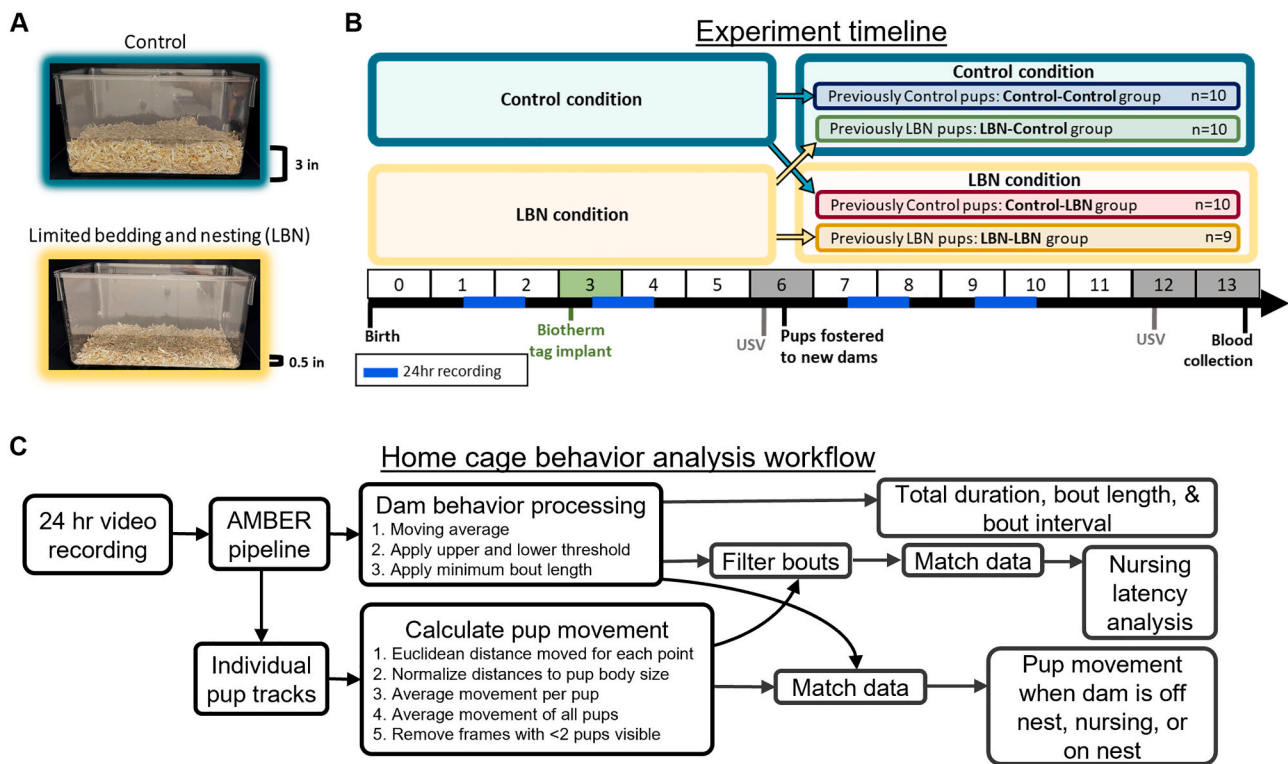 A
Control
3 in
Limited bedding and nesting (LBN)
0.5 in
B
Experiment timeline
Control condition
LBN condition
Control condition
Previously Control pups: Control-Control group n=10
Previously LBN pups: LBN-Control group n=10
LBN condition
Previously Control pups: Control-LBN group n=10
Previously LBN pups: LBN-LBN group n=9
0 1 2 3 4 5 6 7 8 9 10 11 12 13
Birth
Biotherm
tag implant
USV
Pups fostered
to new dams
USV
Blood
collection
24hr recording
C
Home cage behavior analysis workflow
24 hr video
recording
AMBER
pipeline
Individual
pup tracks
Dam behavior processing
1. Moving average
2. Apply upper and lower threshold
3. Apply minimum bout length
Calculate pup movement
1. Euclidean distance moved for each point
2. Normalize distances to pup body size
3. Average movement per pup
4. Average movement of all pups
5. Remove frames with <2 pups visible
Total duration, bout length, &
bout interval
Filter bouts
Match data
Nursing
latency
analysis
Match data
Pup movement
when dam is off
nest, nursing, or
on nest